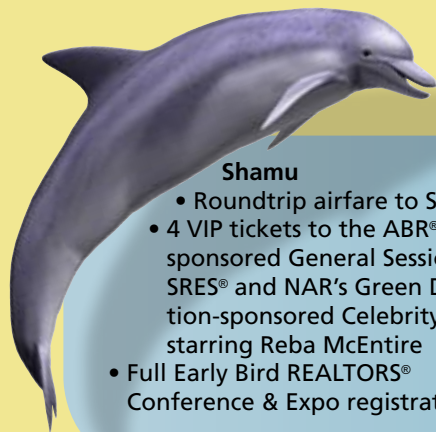 Shamu
• Roundtrip airfare to S
• 4 VIP tickets to the ABR®
sponsored General Sessi
SRES® and NAR's Green D
tion-sponsored Celebrity
starring Reba McEntire
• Full Early Bird REALTORS®
Conference & Expo registrat